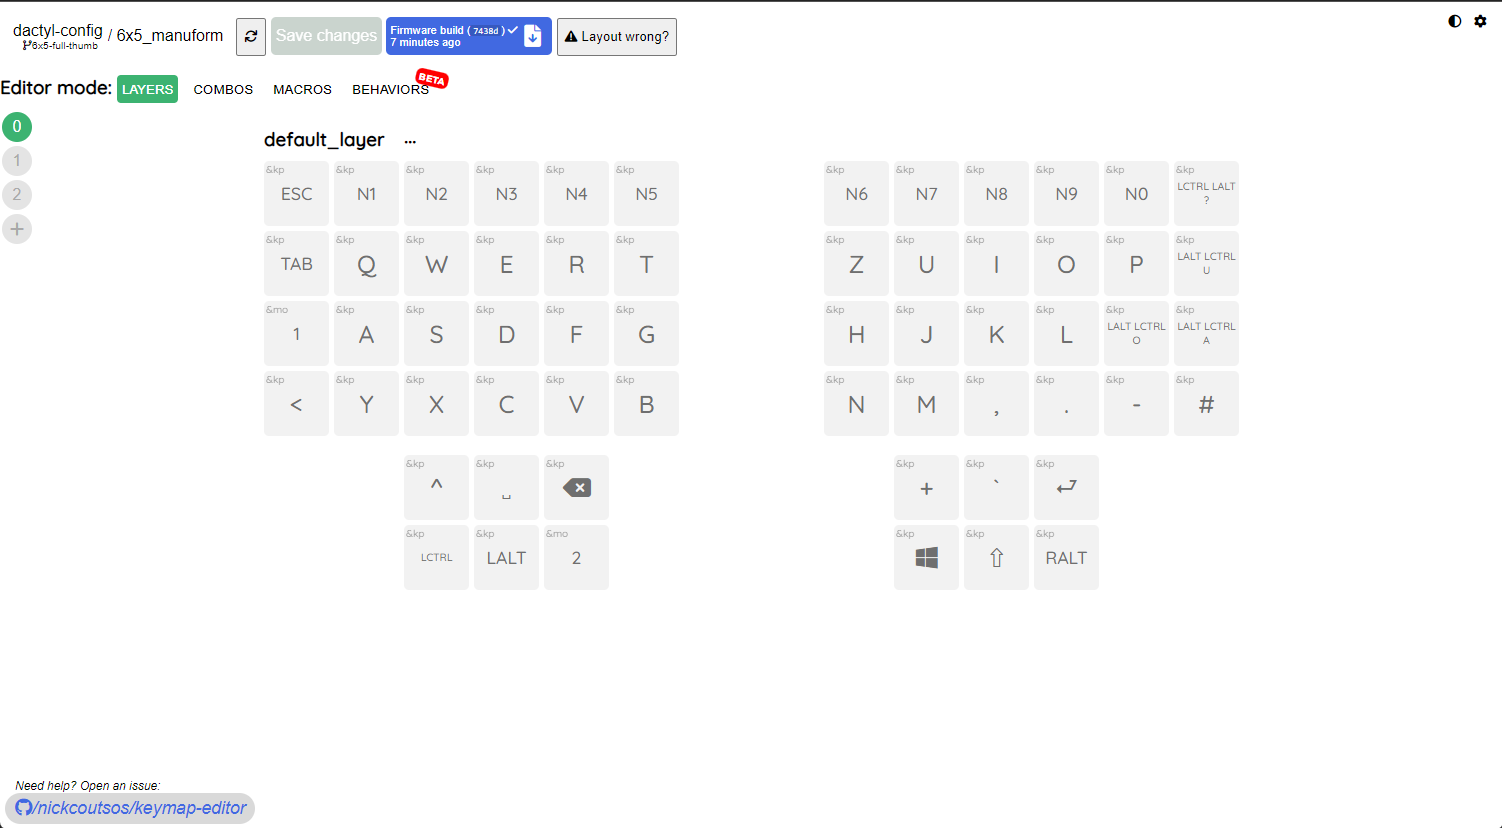 dactyl-config / 6x5_manuform
6x5-full-thumb
Save changes
Firmware build ( 7438d )
7 minutes ago
Layout wrong?
Editor mode: LAYERS COMBOS MACROS BEHAVIORS BETA
0
1
2
+
default_layer ...
&kp &kp &kp &kp &kp &kp &kp &kp &kp &kp &kp &kp
ESC N1 N2 N3 N4 N5 N6 N7 N8 N9 N0 LCTRL LALT ?
&kp &kp &kp &kp &kp &kp &kp &kp &kp &kp &kp &kp
TAB Q W E R T Z U I O P LALT LCTRL U
&mo &kp &kp &kp &kp &kp &kp &kp &kp &kp &kp &kp
1 A S D F G H J K L LALT LCTRL O LALT LCTRL A
&kp &kp &kp &kp &kp &kp &kp &kp &kp &kp &kp &kp
< Y X C V B N M , . - #
&kp &kp &kp &kp &kp &kp
^ ␣ + `
&kp &kp &mo &kp &kp &kp
LCTRL LALT 2 ⇧ RALT
Need help? Open an issue:
/nickcoutsos/keymap-editor